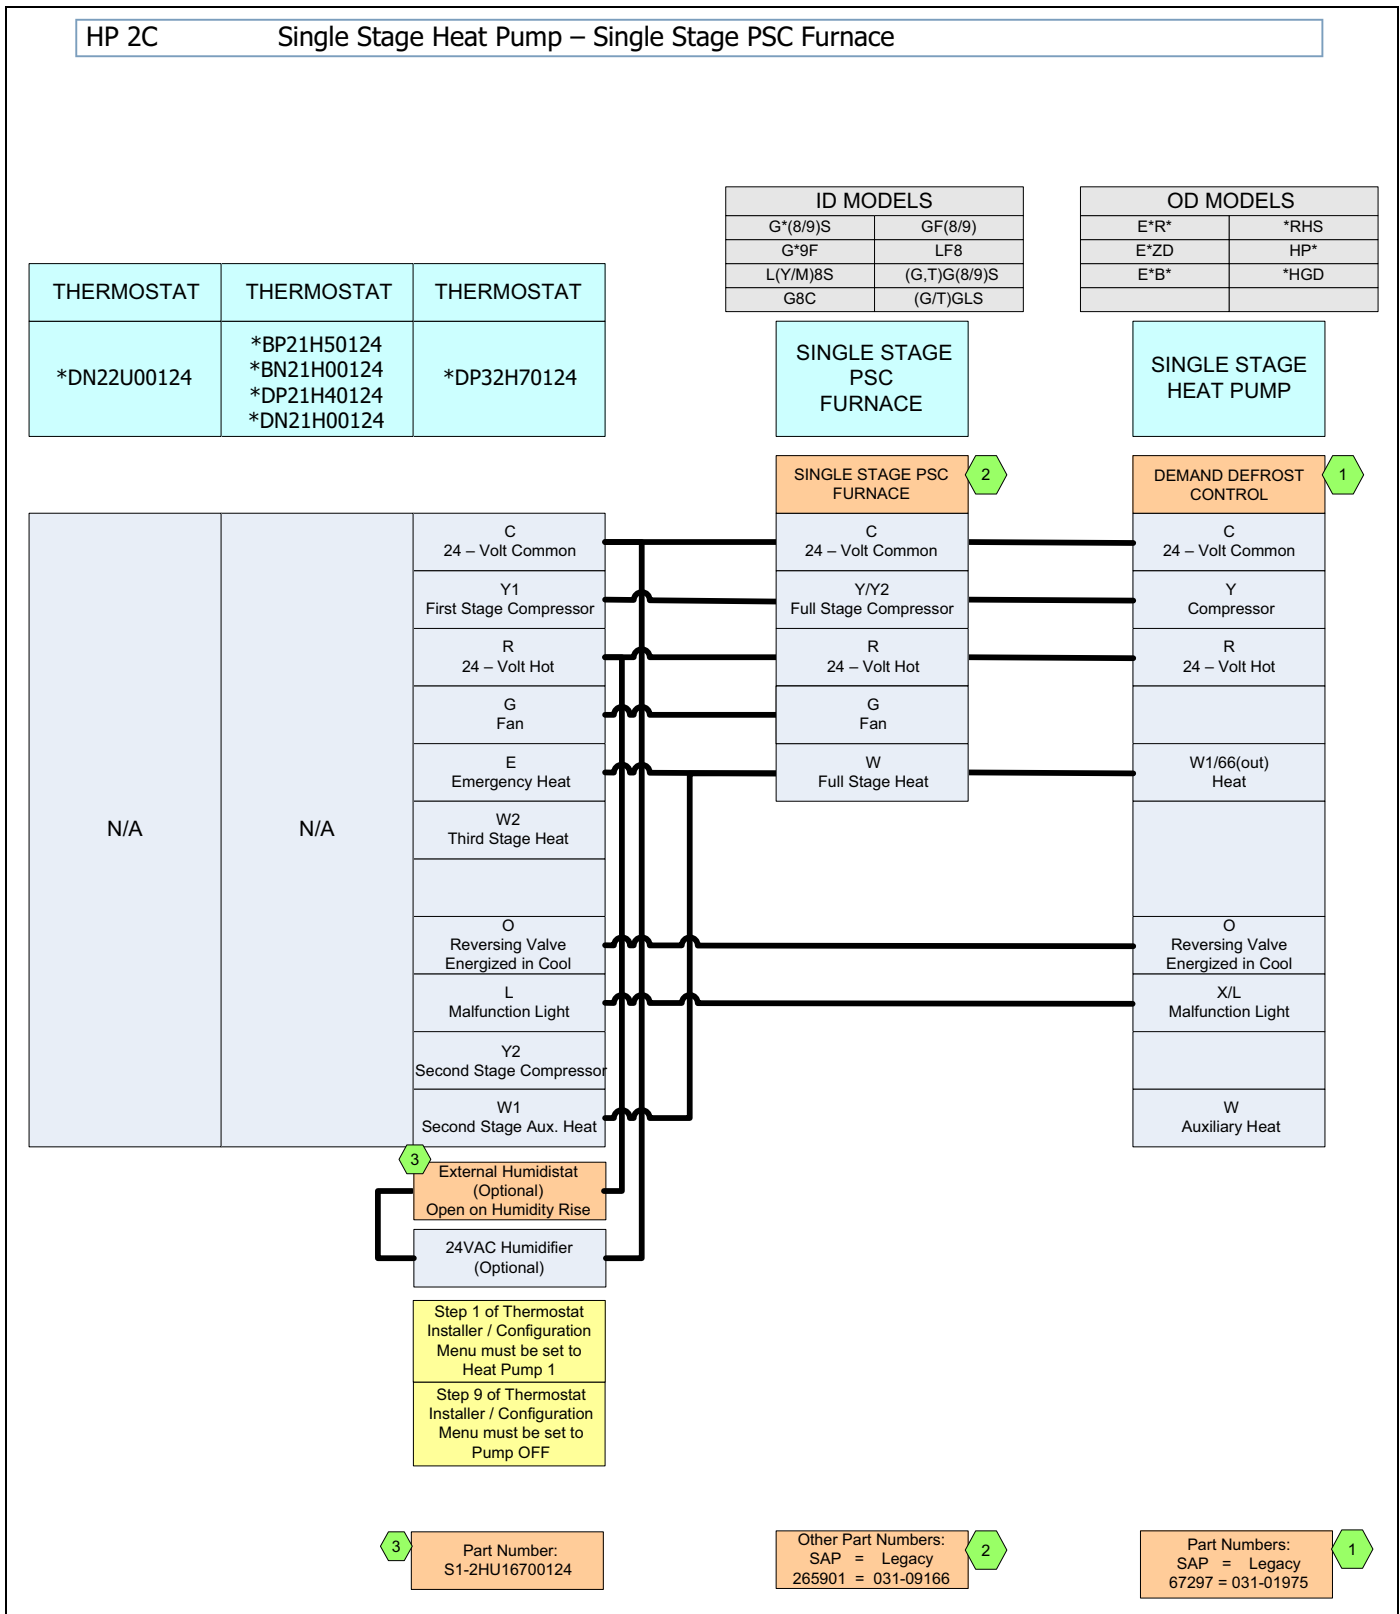 HP 2C Single Stage Heat Pump – Single Stage PSC Furnace
ID MODELS
G*(8/9)S GF(8/9)
G*9F LF8
L(Y/M)8S (G,T)G(8/9)S
G8C (G/T)GLS
OD MODELS
E*R* *RHS
E*ZD HP*
E*B* *HGD
THERMOSTAT THERMOSTAT THERMOSTAT
*DN22U00124
*BP21H50124
*BN21H00124
*DP21H40124
*DN21H00124
*DP32H70124
SINGLE STAGE
PSC
FURNACE
SINGLE STAGE
HEAT PUMP
SINGLE STAGE PSC
FURNACE
2
DEMAND DEFROST
CONTROL
1
N/A
N/A
C
24 – Volt Common
Y1
First Stage Compressor
R
24 – Volt Hot
G
Fan
E
Emergency Heat
W2
Third Stage Heat
O
Reversing Valve
Energized in Cool
L
Malfunction Light
Y2
Second Stage Compressor
W1
Second Stage Aux. Heat
C
24 – Volt Common
Y/Y2
Full Stage Compressor
R
24 – Volt Hot
G
Fan
W
Full Stage Heat
C
24 – Volt Common
Y
Compressor
R
24 – Volt Hot
W1/66(out)
Heat
O
Reversing Valve
Energized in Cool
X/L
Malfunction Light
W
Auxiliary Heat
3
External Humidistat
(Optional)
Open on Humidity Rise
24VAC Humidifier
(Optional)
Step 1 of Thermostat
Installer / Configuration
Menu must be set to
Heat Pump 1
Step 9 of Thermostat
Installer / Configuration
Menu must be set to
Pump OFF
3
Part Number:
S1-2HU16700124
Other Part Numbers:
SAP = Legacy
265901 = 031-09166
2
Part Numbers:
SAP = Legacy
67297 = 031-01975
1